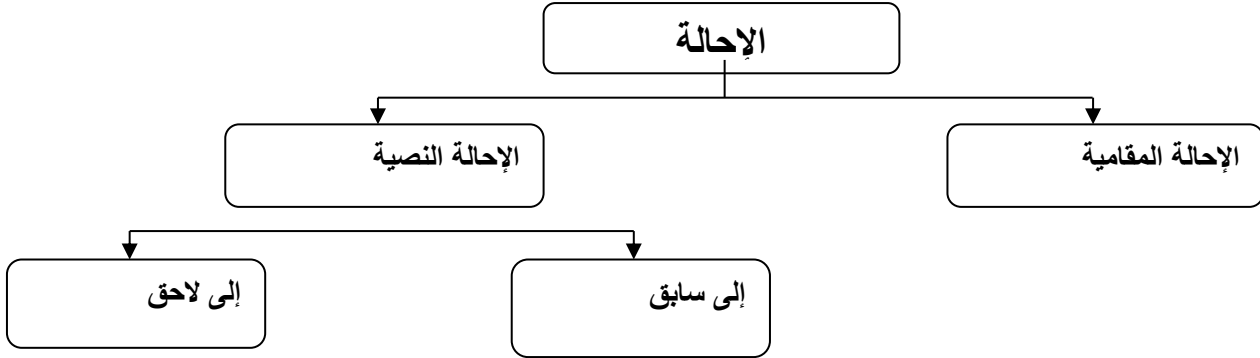 الإحالة
الإحالة المقامية
الإحالة النصية
إلى سابق
إلى لاحق